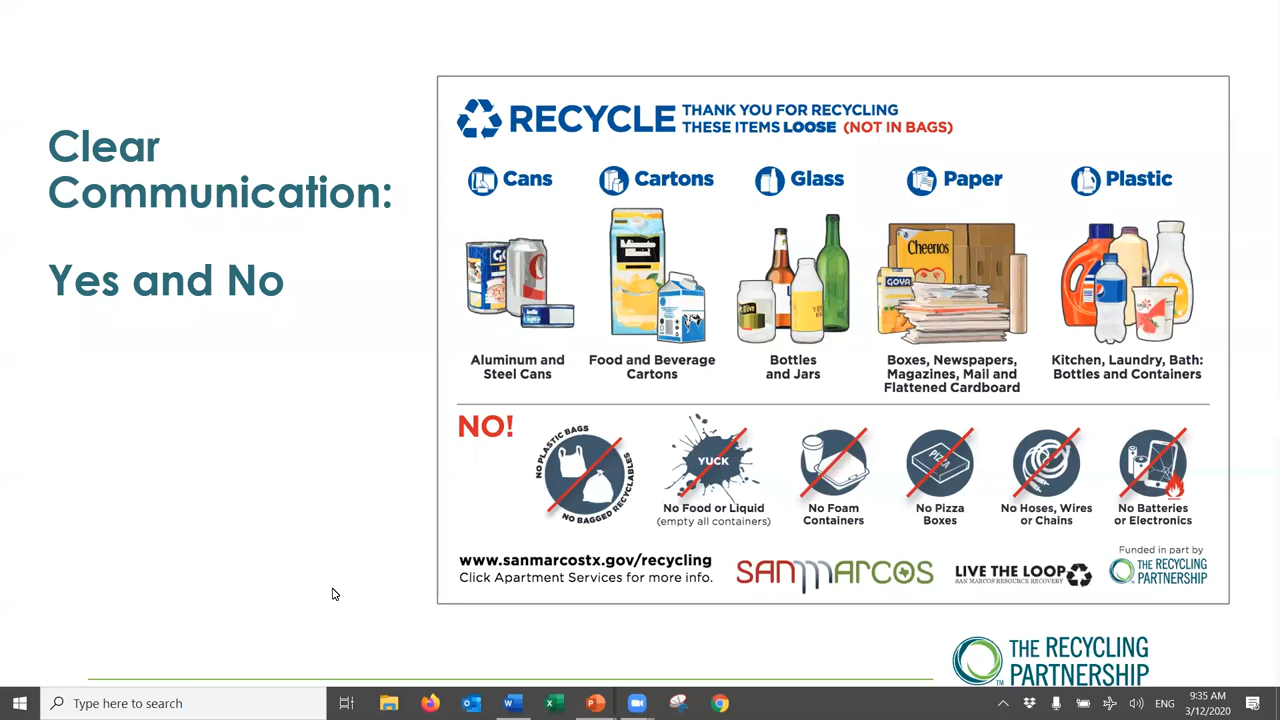 Clear
Communication:
Yes and No
RECYCLE
THANK YOU FOR RECYCLING
THESE ITEMS LOOSE (NOT IN BAGS)
Cans
Cartons
Glass
Paper
Plastic
Cheerios
GOYA
Aluminum and
Steel Cans
Food and Beverage
Cartons
Bottles
and Jars
Boxes, Newspapers,
Magazines, Mail and
Flattened Cardboard
Kitchen, Laundry, Bath:
Bottles and Containers
NO!
NO PLASTIC BAGS
NO BAGGED RECYCLABLES
YUCK
No Food or Liquid
(empty all containers)
No Foam
Containers
PIZZA
No Pizza
Boxes
No Hoses, Wires
or Chains
No Batteries
or Electronics
www.sanmarcostx.gov/recycling
Click Apartment Services for more info.
SANMARCOS
LIVE THE LOOP
SAN MARCOS RESOURCE RECOVERY
Funded in part by
THE RECYCLING
PARTNERSHIP
THE RECYCLING
PARTNERSHIP
TM
Type here to search
ENG
9:35 AM
3/12/2020